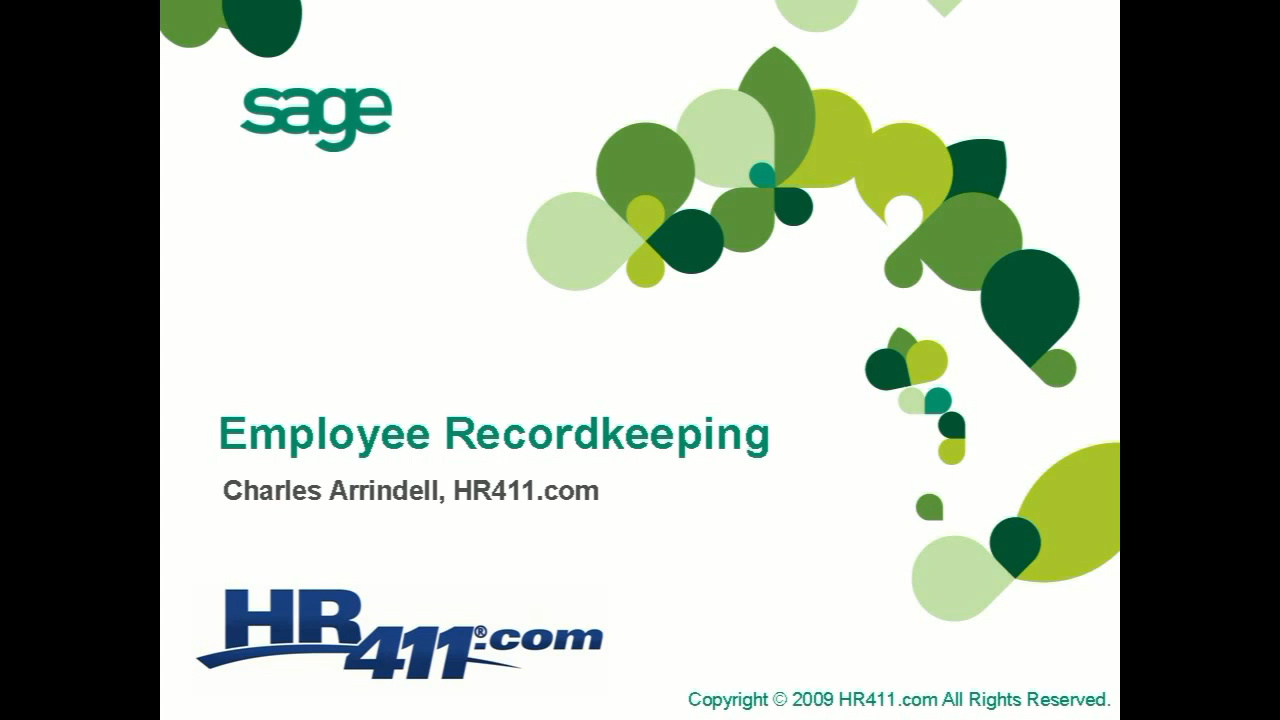 sage
Employee Recordkeeping
Charles Arrindell, HR411.com
HR411®.com
Copyright © 2009 HR411.com All Rights Reserved.